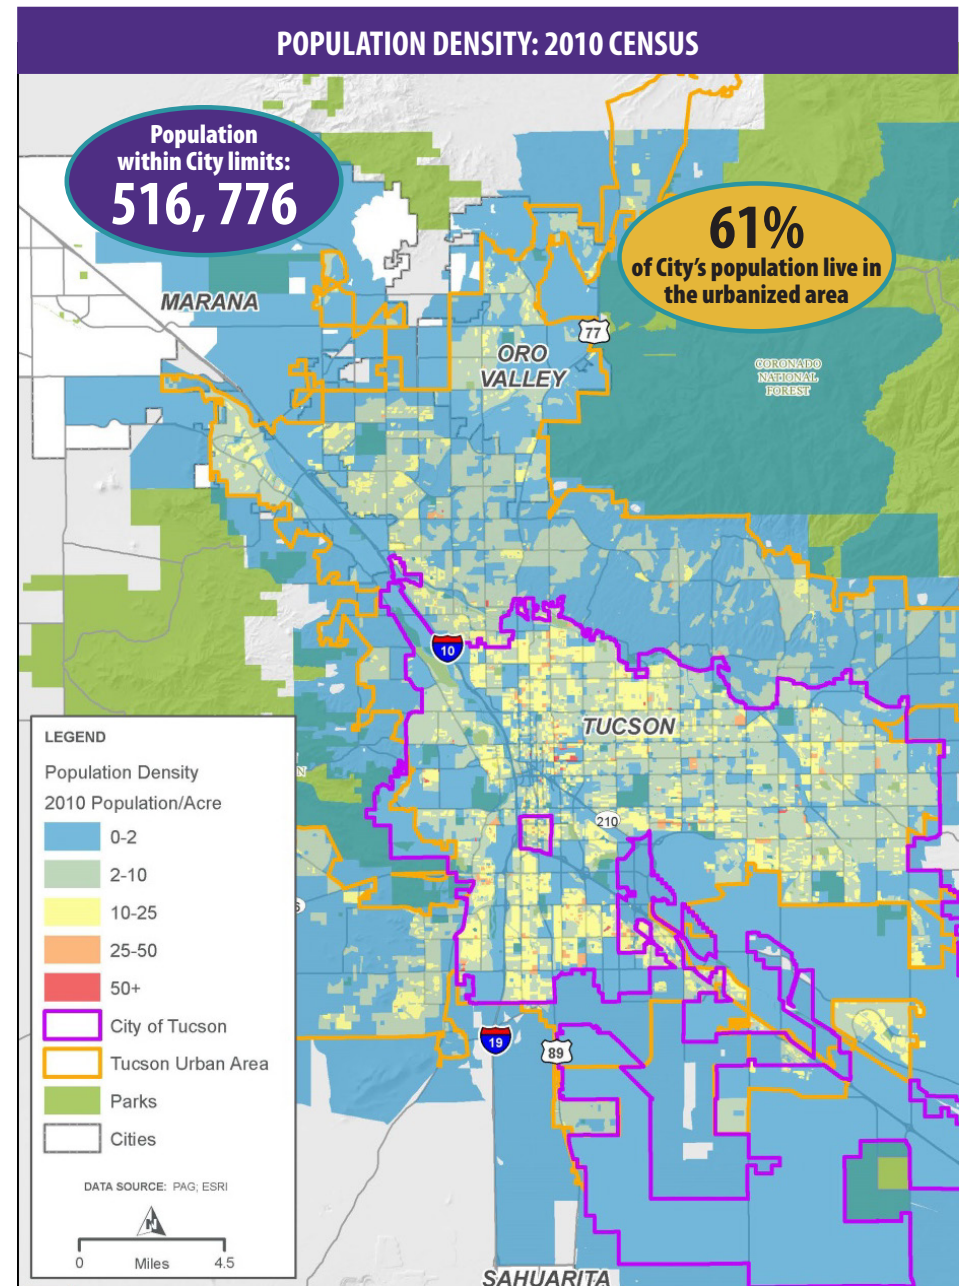 POPULATION DENSITY: 2010 CENSUS
Population
within City limits:
516, 776
61%
of City's population live in
the urbanized area
MARANA
77
ORO
VALLEY
CORONADO
NATIONAL
FOREST
10
TUCSON
210
LEGEND
Population Density
2010 Population/Acre
0-2
2-10
10-25
25-50
50+
City of Tucson
Tucson Urban Area
Parks
Cities
DATA SOURCE: PAG; ESRI
N
0 Miles 4.5
19
89
SAHUARITA